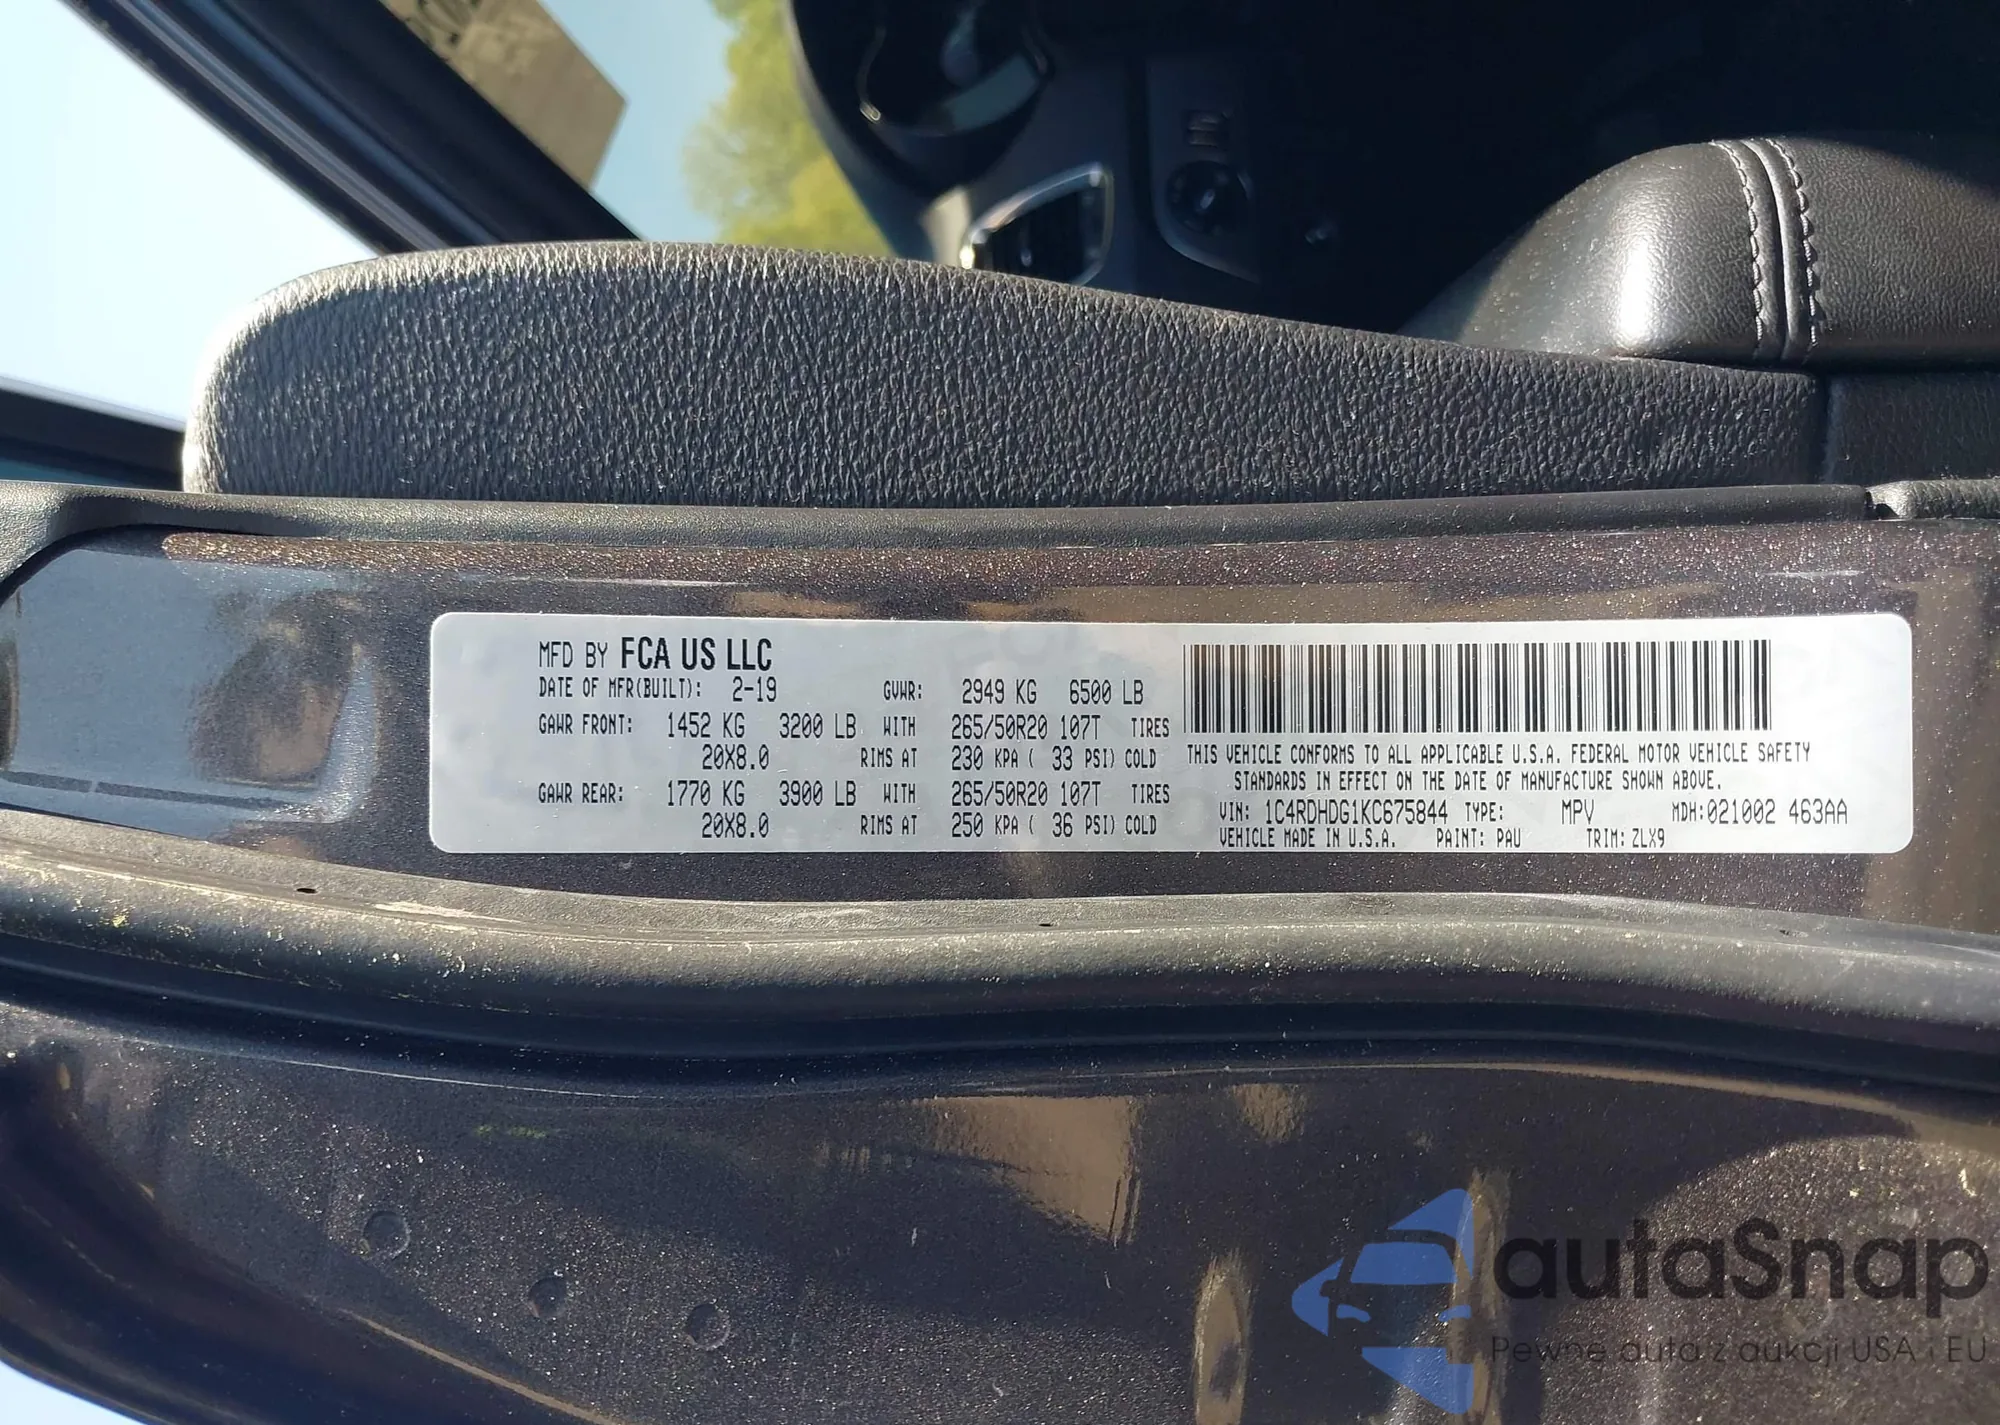 MFD BY FCA US LLC
DATE OF MFR(BUILT): 2-19 GVWR: 2949 KG 6500 LB
GAWR FRONT: 1452 KG 3200 LB WITH 265/50R20 107T TIRES
20X8.0 RIMS AT 230 KPA ( 33 PSI) COLD
GAWR REAR: 1770 KG 3900 LB WITH 265/50R20 107T TIRES
20X8.0 RIMS AT 250 KPA ( 36 PSI) COLD
THIS VEHICLE CONFORMS TO ALL APPLICABLE U.S.A. FEDERAL MOTOR VEHICLE SAFETY
STANDARDS IN EFFECT ON THE DATE OF MANUFACTURE SHOWN ABOVE.
VIN: 1C4RDHDG1KC675844 TYPE: MPV MDH:021002 463AA
VEHICLE MADE IN U.S.A. PAINT: PAU TRIM: ZLX9
autaSnap
Pewne auta z aukcji USA i EU